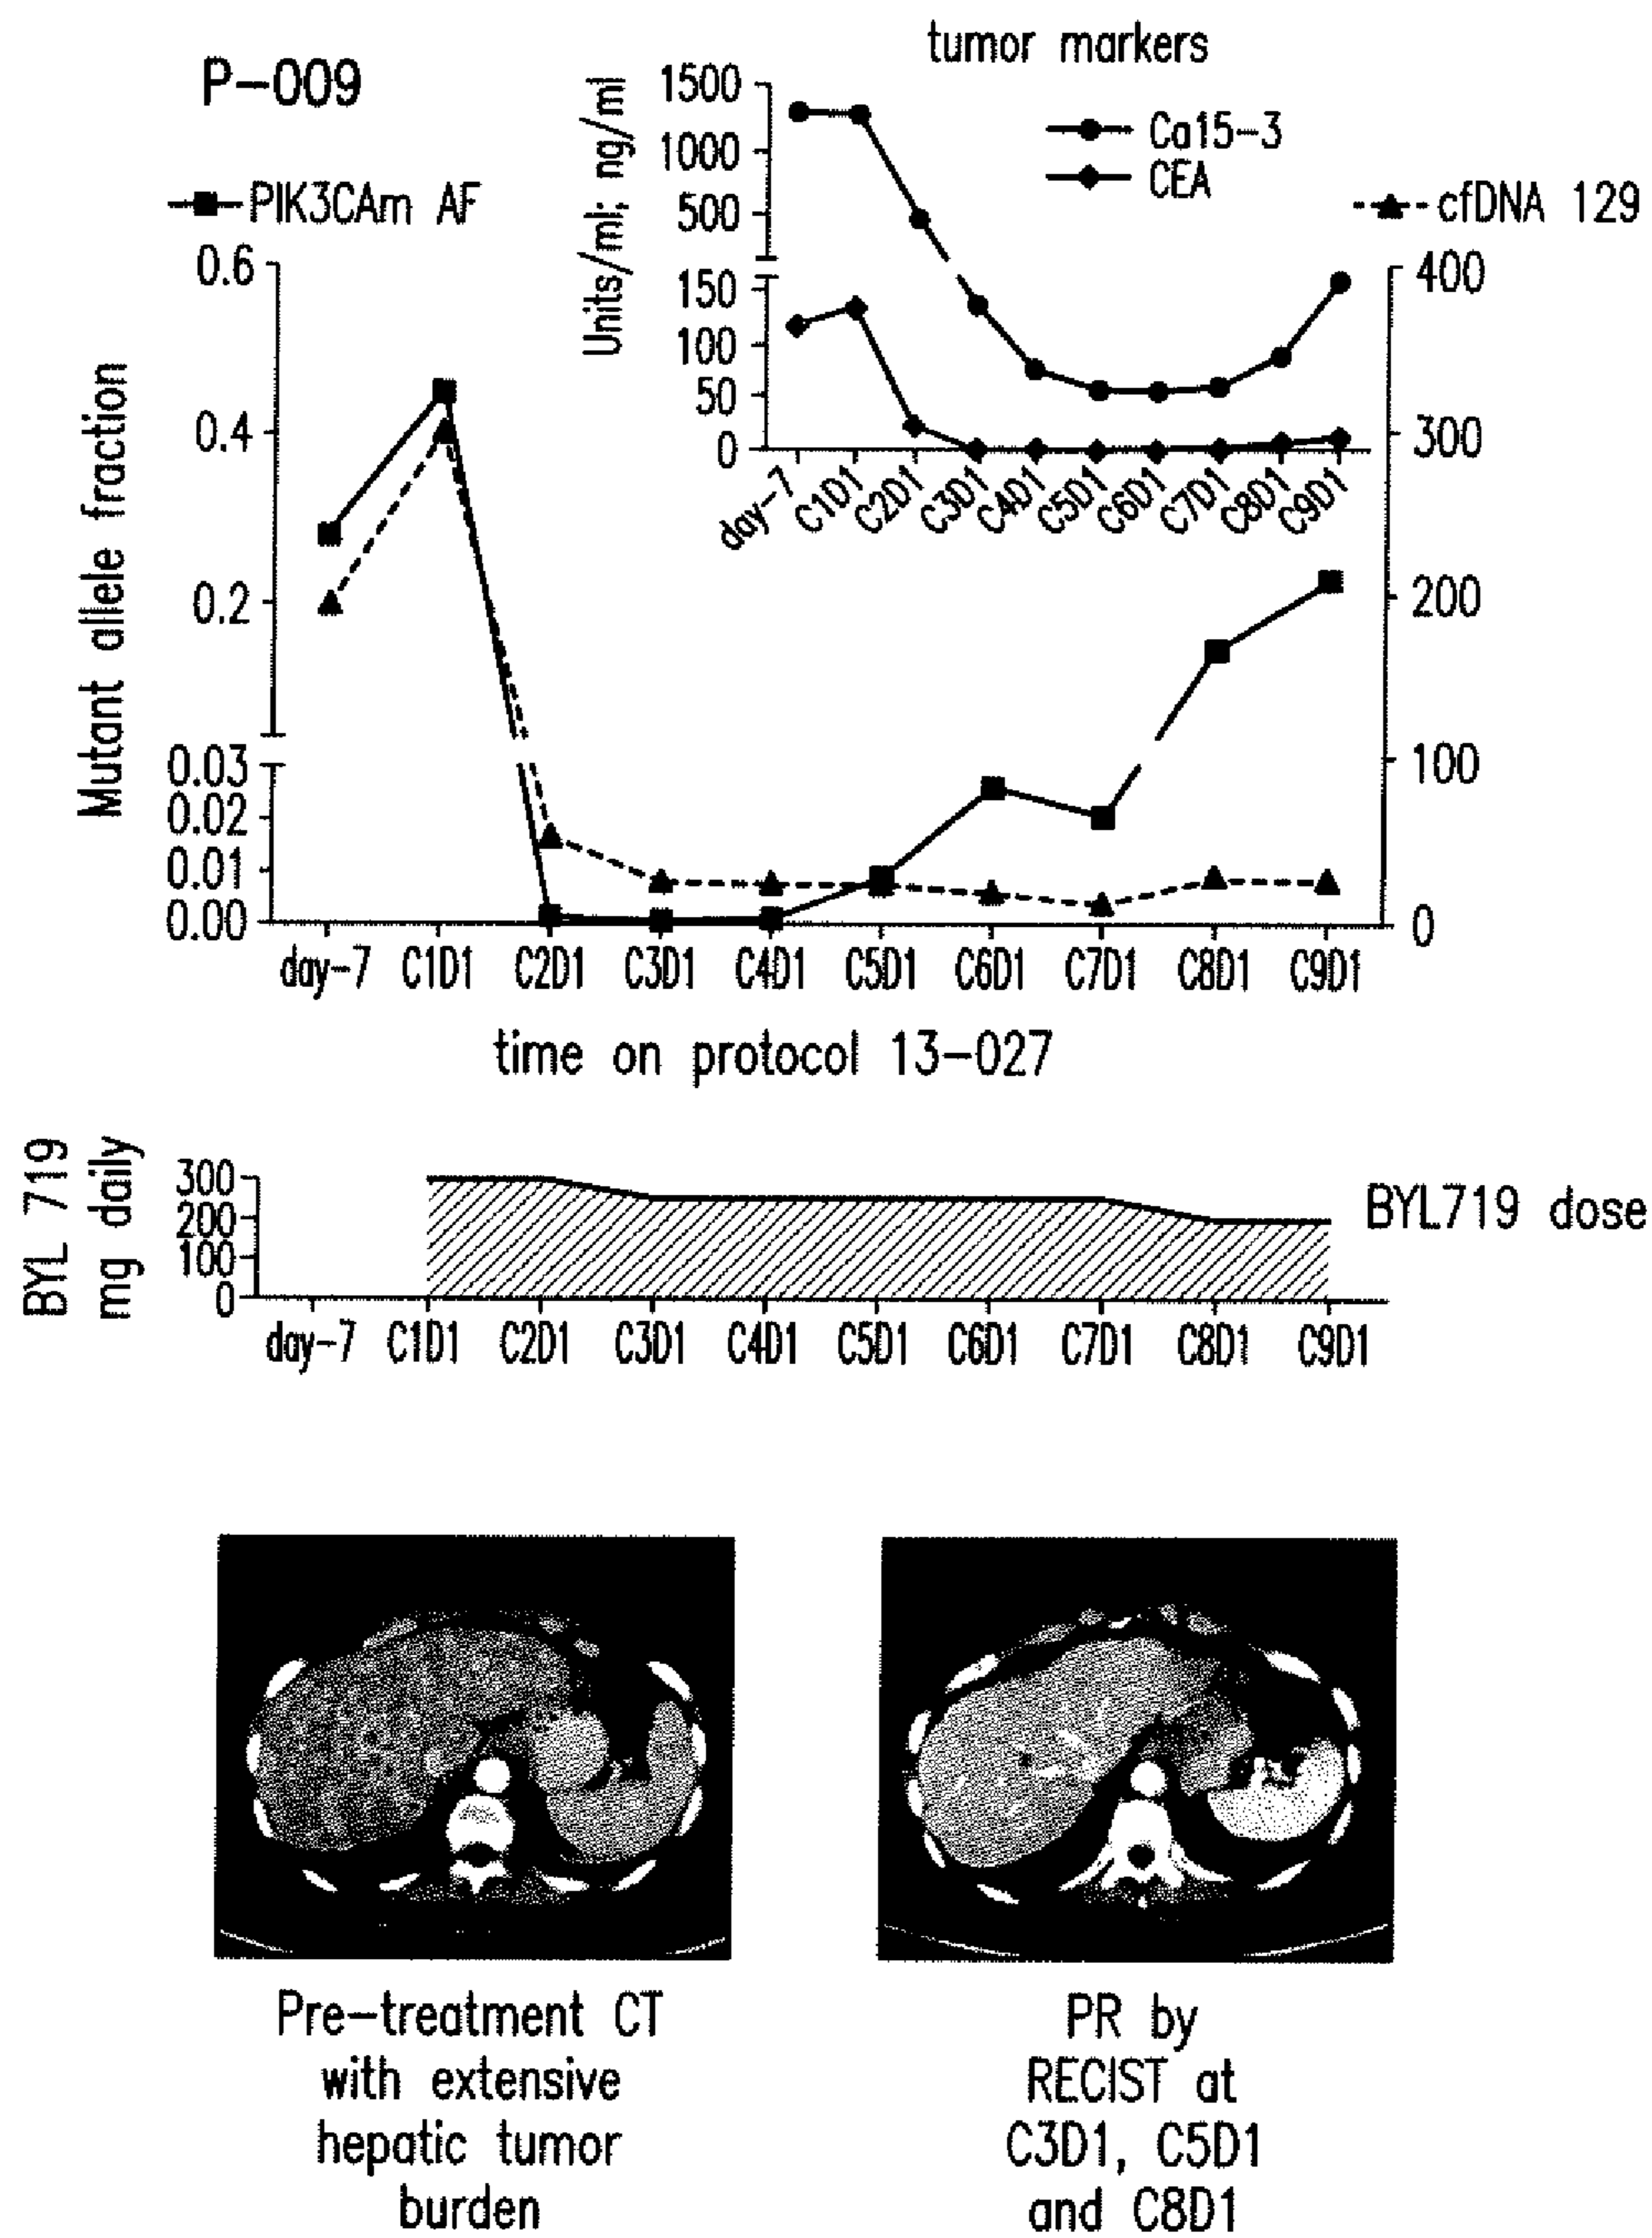 P-009
PIK3CAm AF
tumor markers
Ca15-3
CEA
cfDNA 129
Units/ml; ng/ml
1500
1000
500
150
100
50
0
day-7 C1D1 C2D1 C3D1 C4D1 C5D1 C6D1 C7D1 C8D1 C9D1
Mutant allele fraction
0.6
0.4
0.2
0.03
0.02
0.01
0.00
400
300
200
100
0
day-7 C1D1 C2D1 C3D1 C4D1 C5D1 C6D1 C7D1 C8D1 C9D1
time on protocol 13-027
BYL 719
mg daily
300
200
100
0
BYL719 dose
day-7 C1D1 C2D1 C3D1 C4D1 C5D1 C6D1 C7D1 C8D1 C9D1
Pre-treatment CT
with extensive
hepatic tumor
burden
PR by
RECIST at
C3D1, C5D1
and C8D1